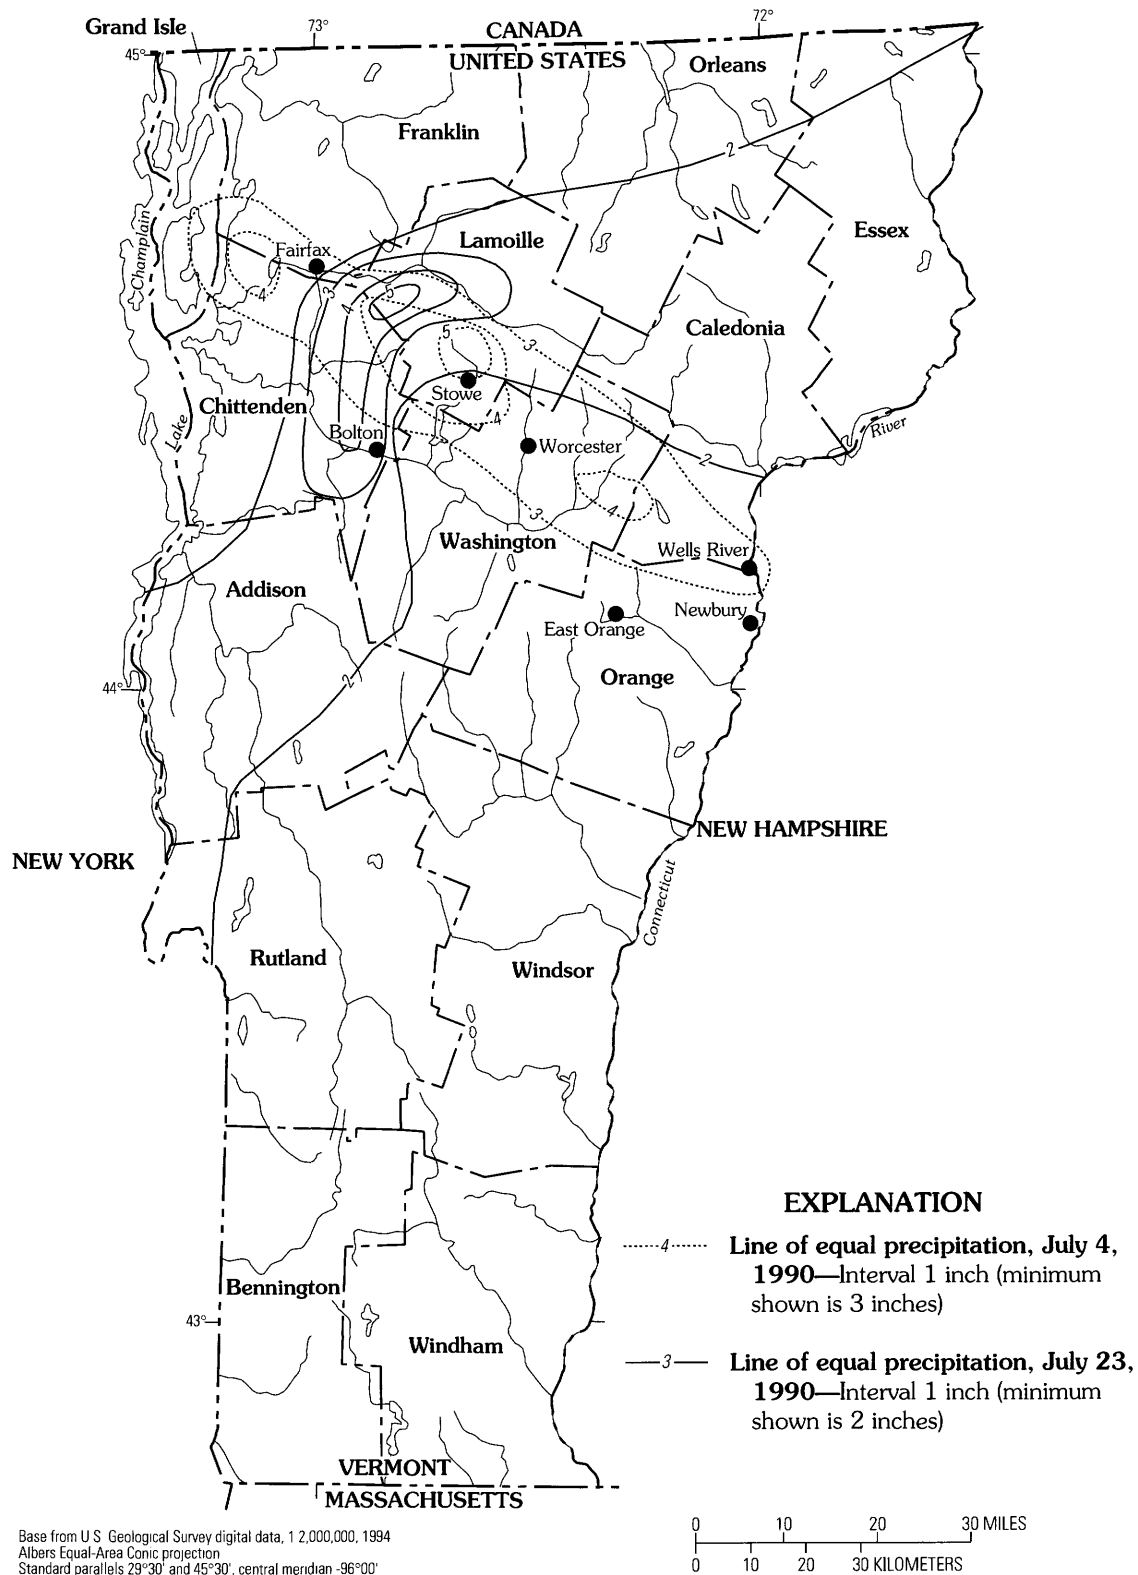 Grand Isle
73°
72°
CANADA
45°
UNITED STATES
Orleans
Franklin
2
Champlain
Essex
Lamoille
Fairfax
4
3
4
5
5
3
Caledonia
Stowe
Chittenden
4
Lake
Bolton
Worcester
River
2
4
3
Washington
Wells River
Addison
Newbury
East Orange
Orange
44°
2
NEW HAMPSHIRE
NEW YORK
Connecticut
Rutland
Windsor
EXPLANATION
4
Line of equal precipitation, July 4,
1990—Interval 1 inch (minimum
shown is 3 inches)
Bennington
43°
Windham
3
Line of equal precipitation, July 23,
1990—Interval 1 inch (minimum
shown is 2 inches)
VERMONT
MASSACHUSETTS
0 10 20 30 MILES
0 10 20 30 KILOMETERS
Base from U S Geological Survey digital data, 1 2,000,000, 1994
Albers Equal-Area Conic projection
Standard parallels 29°30' and 45°30', central meridian -96°00'